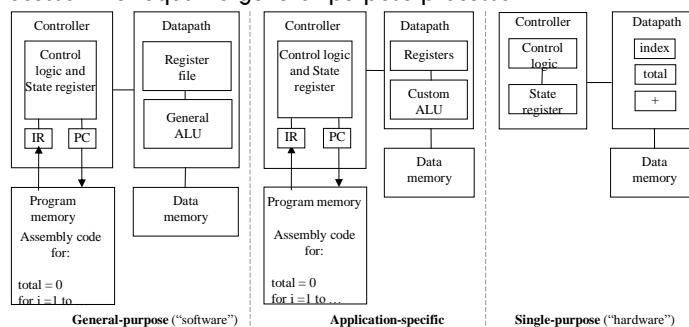 Controller
Datapath
Control
logic and
State
register
Register
file
General
ALU
IR
PC
Program
memory
Assembly code
for:
total = 0
for i =1 to …
Data
memory
General-purpose (“software”)
Controller
Datapath
Control logic
and State
register
Registers
Custom
ALU
IR
PC
Program memory
Assembly code
for:
total = 0
for i =1 to …
Data
memory
Application-specific
Controller
Datapath
Control
logic
State
register
index
total
+
Data
memory
Single-purpose (“hardware”)